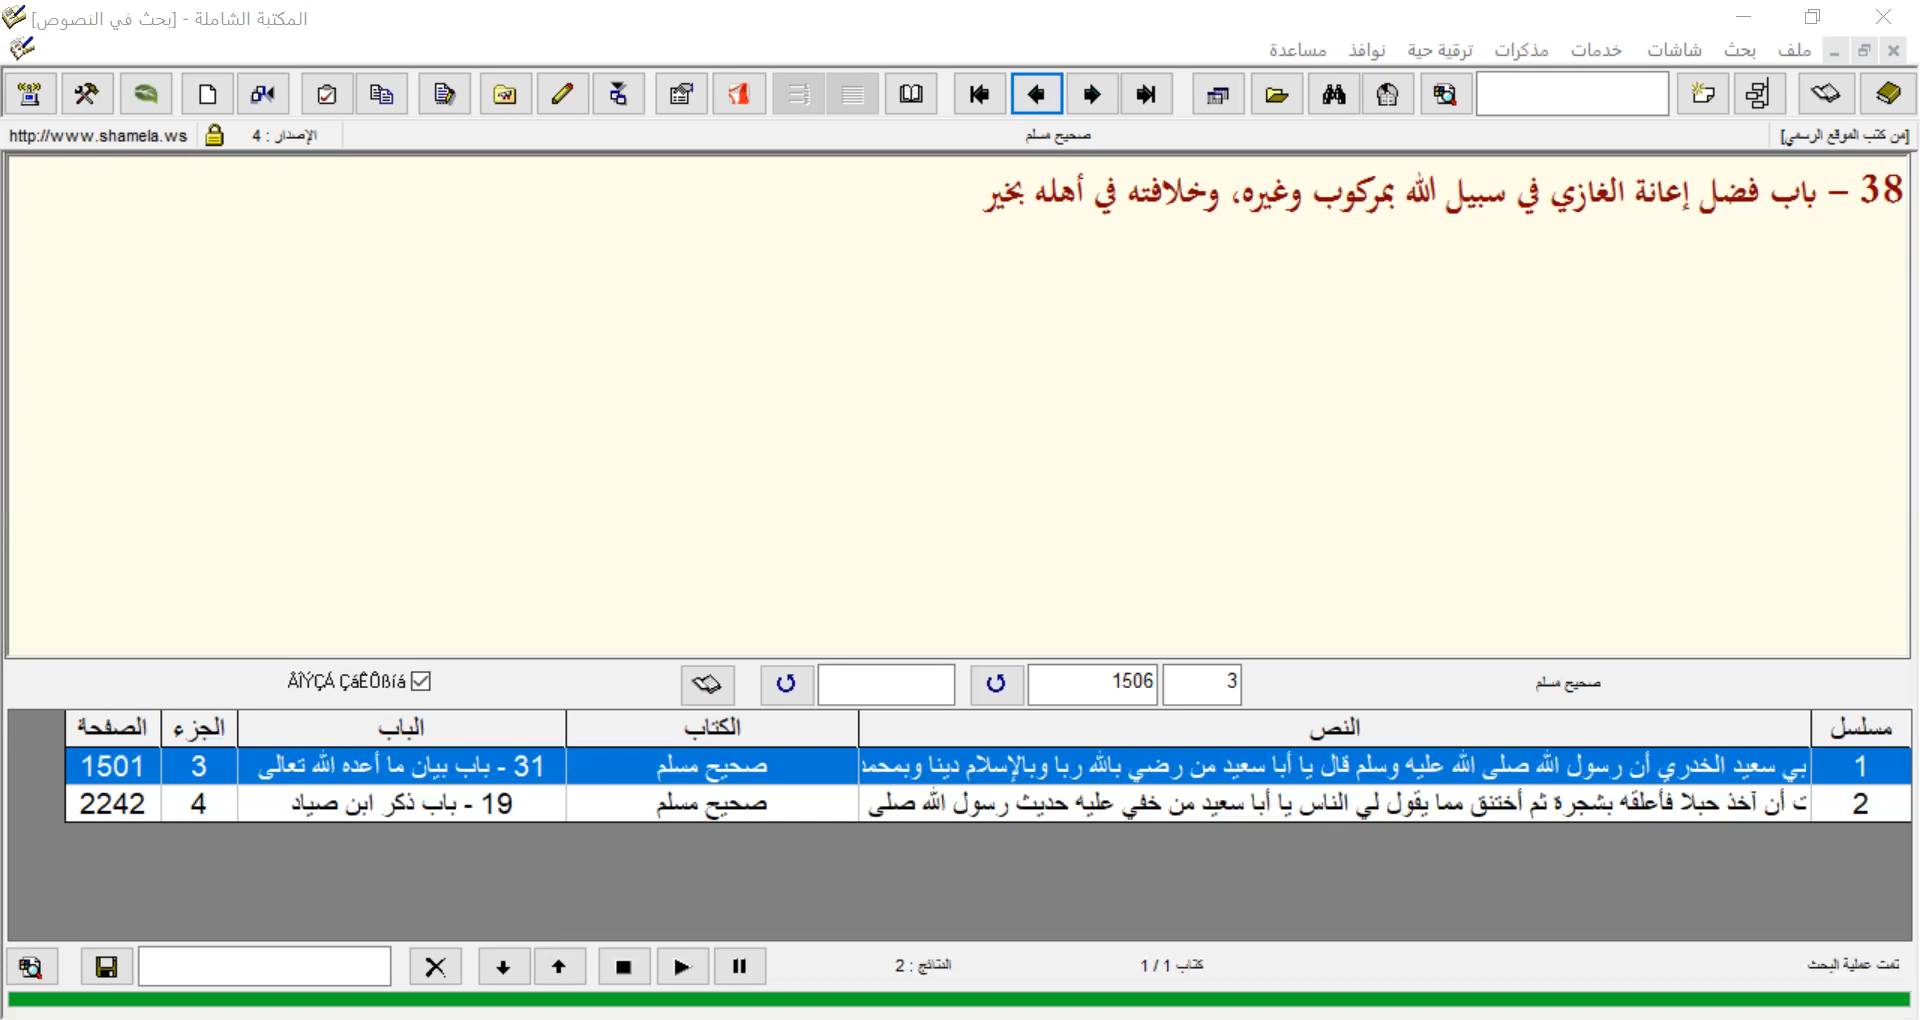 المكتبة الشاملة - [بحث في النصوص]
ملف بحث شاشات خدمات مذكرات ترقية حية نوافذ مساعدة
[من كتب الموقع الرسمي] صحيح مسلم الإصدار : 4 http://www.shamela.ws
38 - باب فضل إعانة الغازي في سبيل الله بمركوب وغيره، وخلافته في أهله بخير
صحيح مسلم 3 1506 ÅÎÝÇÁ ÇáÊÔßíá
مسلسل النص الكتاب الباب الجزء الصفحة
1 بي سعيد الخدري أن رسول الله صلى الله عليه وسلم قال يا أبا سعيد من رضي بالله ربا وبالإسلام دينا وبمحمد صحيح مسلم 31 - باب بيان ما أعده الله تعالى 3 1501
2 ت أن آخذ حبلا فأعلقه بشجرة ثم أختنق مما يقول لي الناس يا أبا سعيد من خفي عليه حديث رسول الله صلى صحيح مسلم 19 - باب ذكر ابن صياد 4 2242
تمت عملية البحث كتاب 1 / 1 النتائج : 2